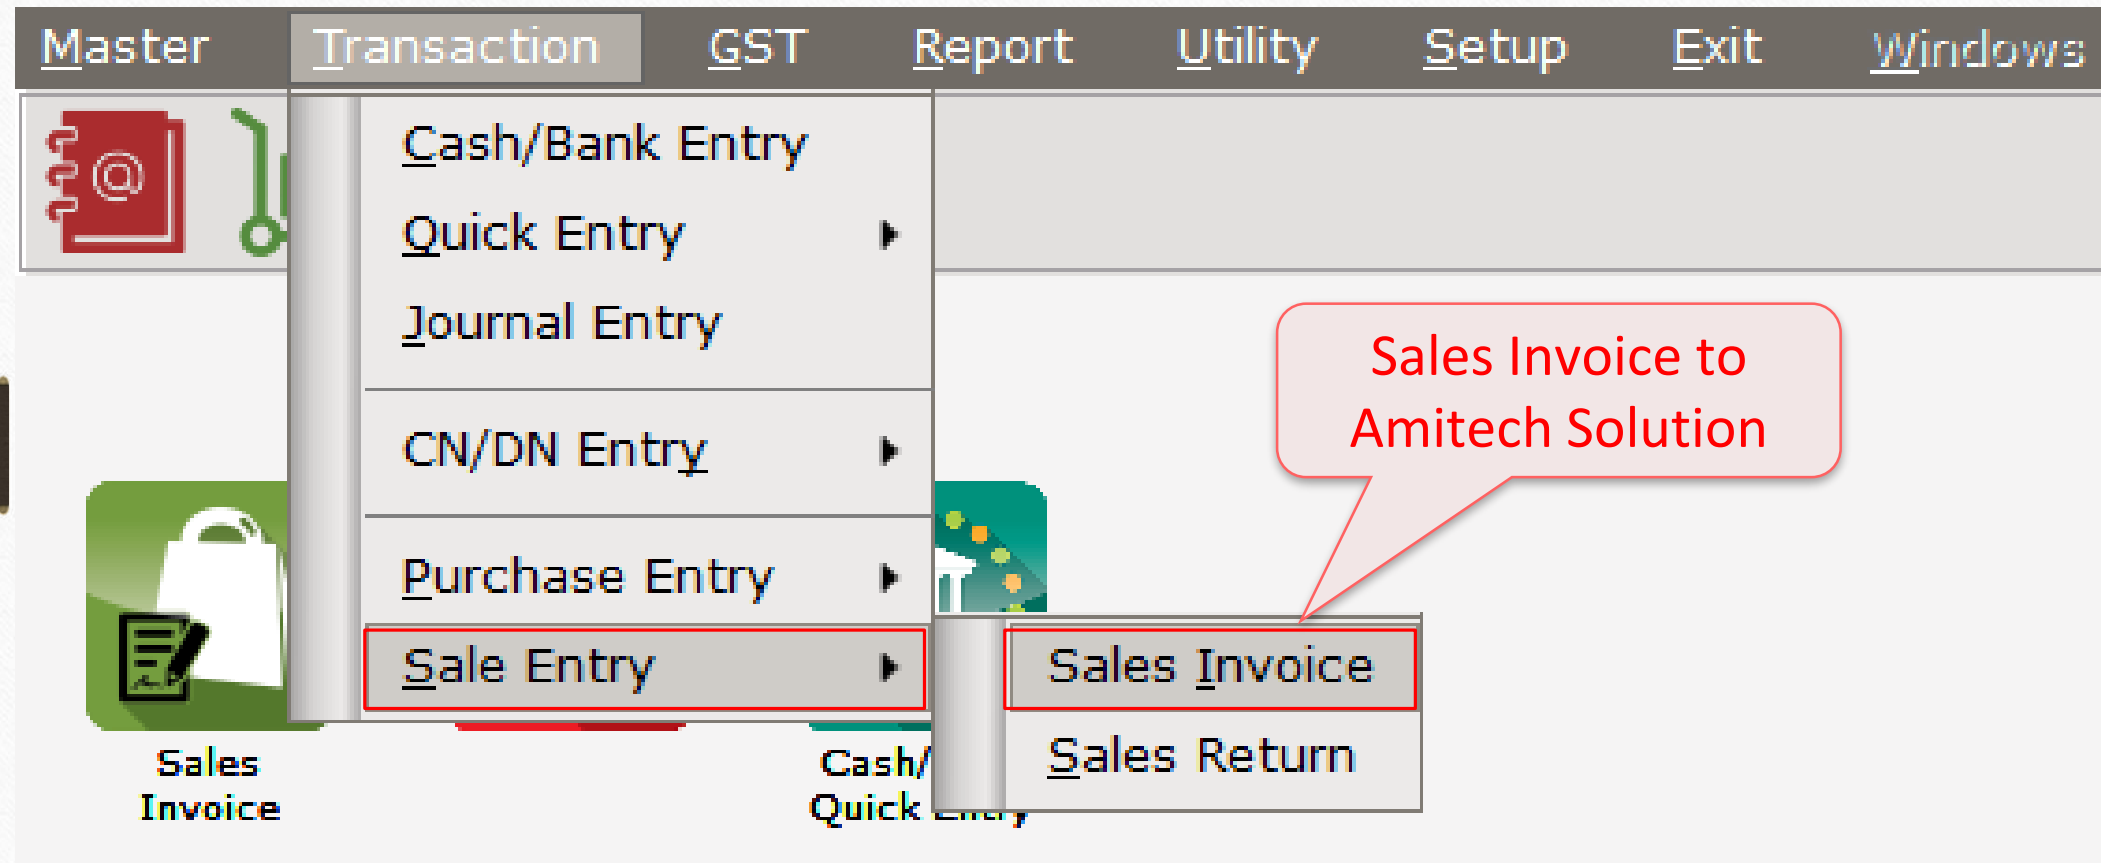 Master Transaction GST Report Utility Setup Exit Windows
@
Cash/Bank Entry
Quick Entry
Journal Entry
CN/DN Entry
Purchase Entry
Sale Entry
Sales Invoice to
Amitech Solution
Sales Invoice
Sales Return
Sales
Invoice
Cash/
Quick Entry